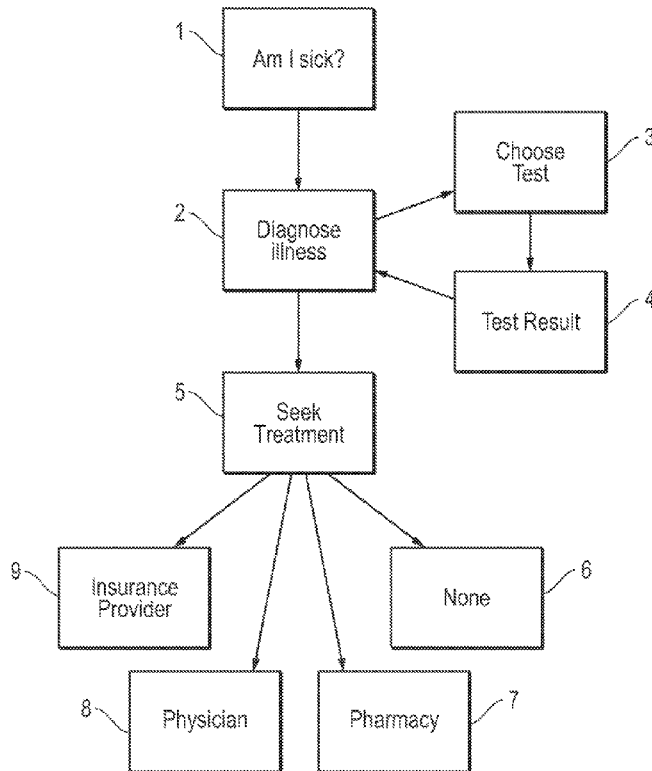 1
Am I sick?
3
Choose
Test
2
Diagnose
illness
4
Test Result
5
Seek
Treatment
9
Insurance
Provider
6
None
8
Physician
7
Pharmacy